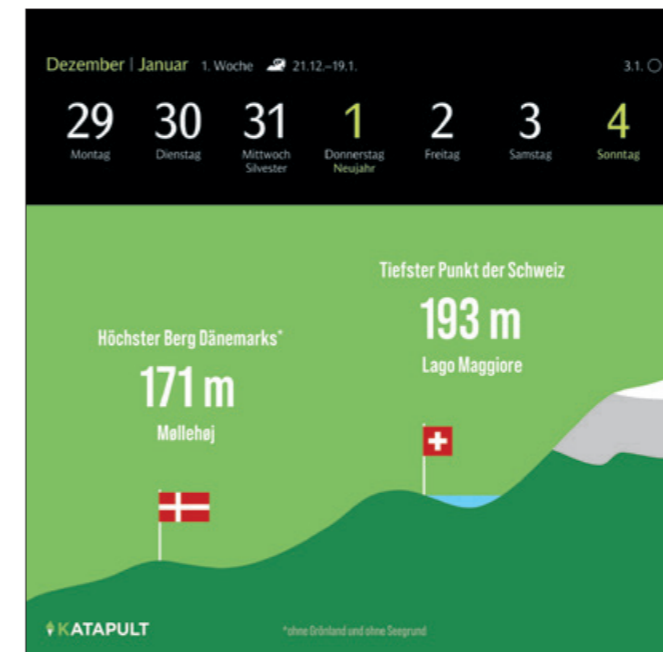 Dezember | Januar 1. Woche 21.12.–19.1. 3.1.
29 30 31 1 2 3 4
Montag Dienstag Mittwoch Donnerstag Freitag Samstag Sonntag
Silvester Neujahr
Tiefster Punkt der Schweiz
193 m
Lago Maggiore
Höchster Berg Dänemarks*
171 m
Møllehøj
KATAPULT
*ohne Grönland und ohne Seegrund